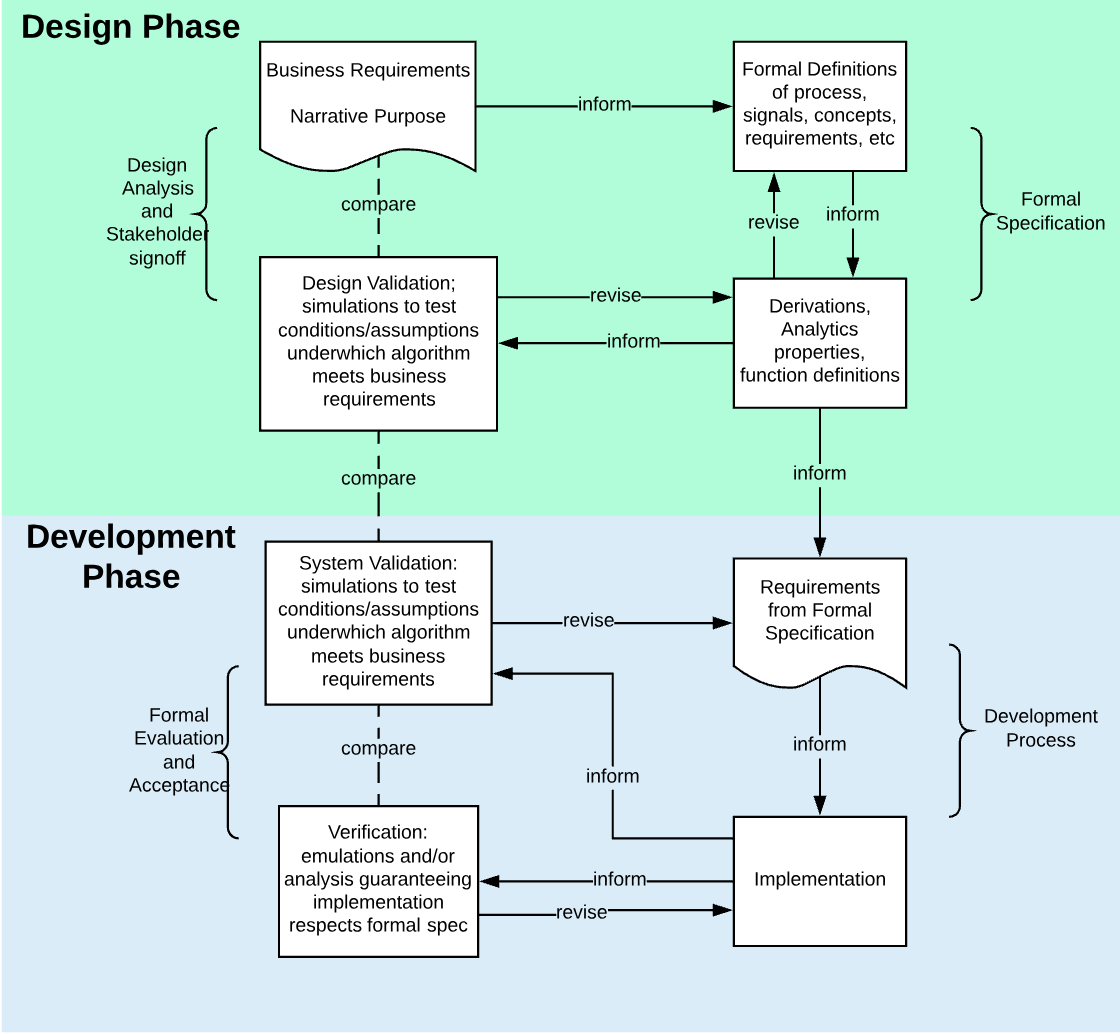 Design Phase
Business Requirements
Narrative Purpose
inform
Formal Definitions
of process,
signals, concepts,
requirements, etc
Design
Analysis
and
Stakeholder
signoff
compare
revise
inform
Formal
Specification
Design Validation;
simulations to test
conditions/assumptions
underwhich algorithm
meets business
requirements
revise
inform
Derivations,
Analytics
properties,
function definitions
compare
inform
Development
Phase
System Validation:
simulations to test
conditions/assumptions
underwhich algorithm
meets business
requirements
revise
Requirements
from Formal
Specification
Formal
Evaluation
and
Acceptance
compare
inform
inform
Development
Process
Verification:
emulations and/or
analysis guaranteeing
implementation
respects formal spec
inform
revise
Implementation